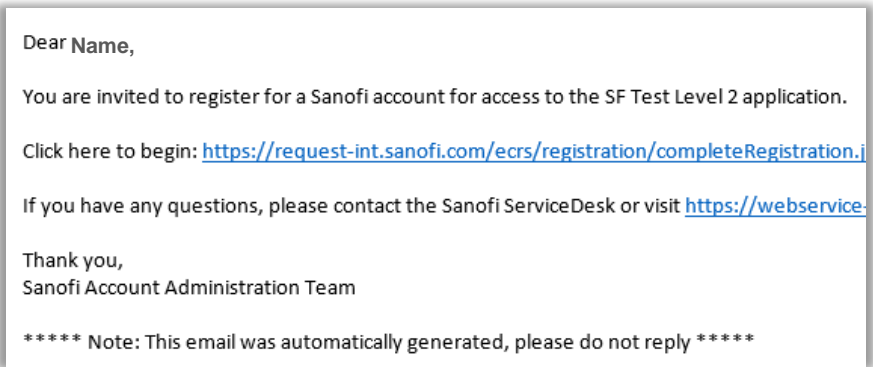 Dear Name,
You are invited to register for a Sanofi account for access to the SF Test Level 2 application.
Click here to begin: https://request-int.sanofi.com/ecrs/registration/completeRegistration.j
If you have any questions, please contact the Sanofi ServiceDesk or visit https://webservice-
Thank you,
Sanofi Account Administration Team
***** Note: This email was automatically generated, please do not reply *****